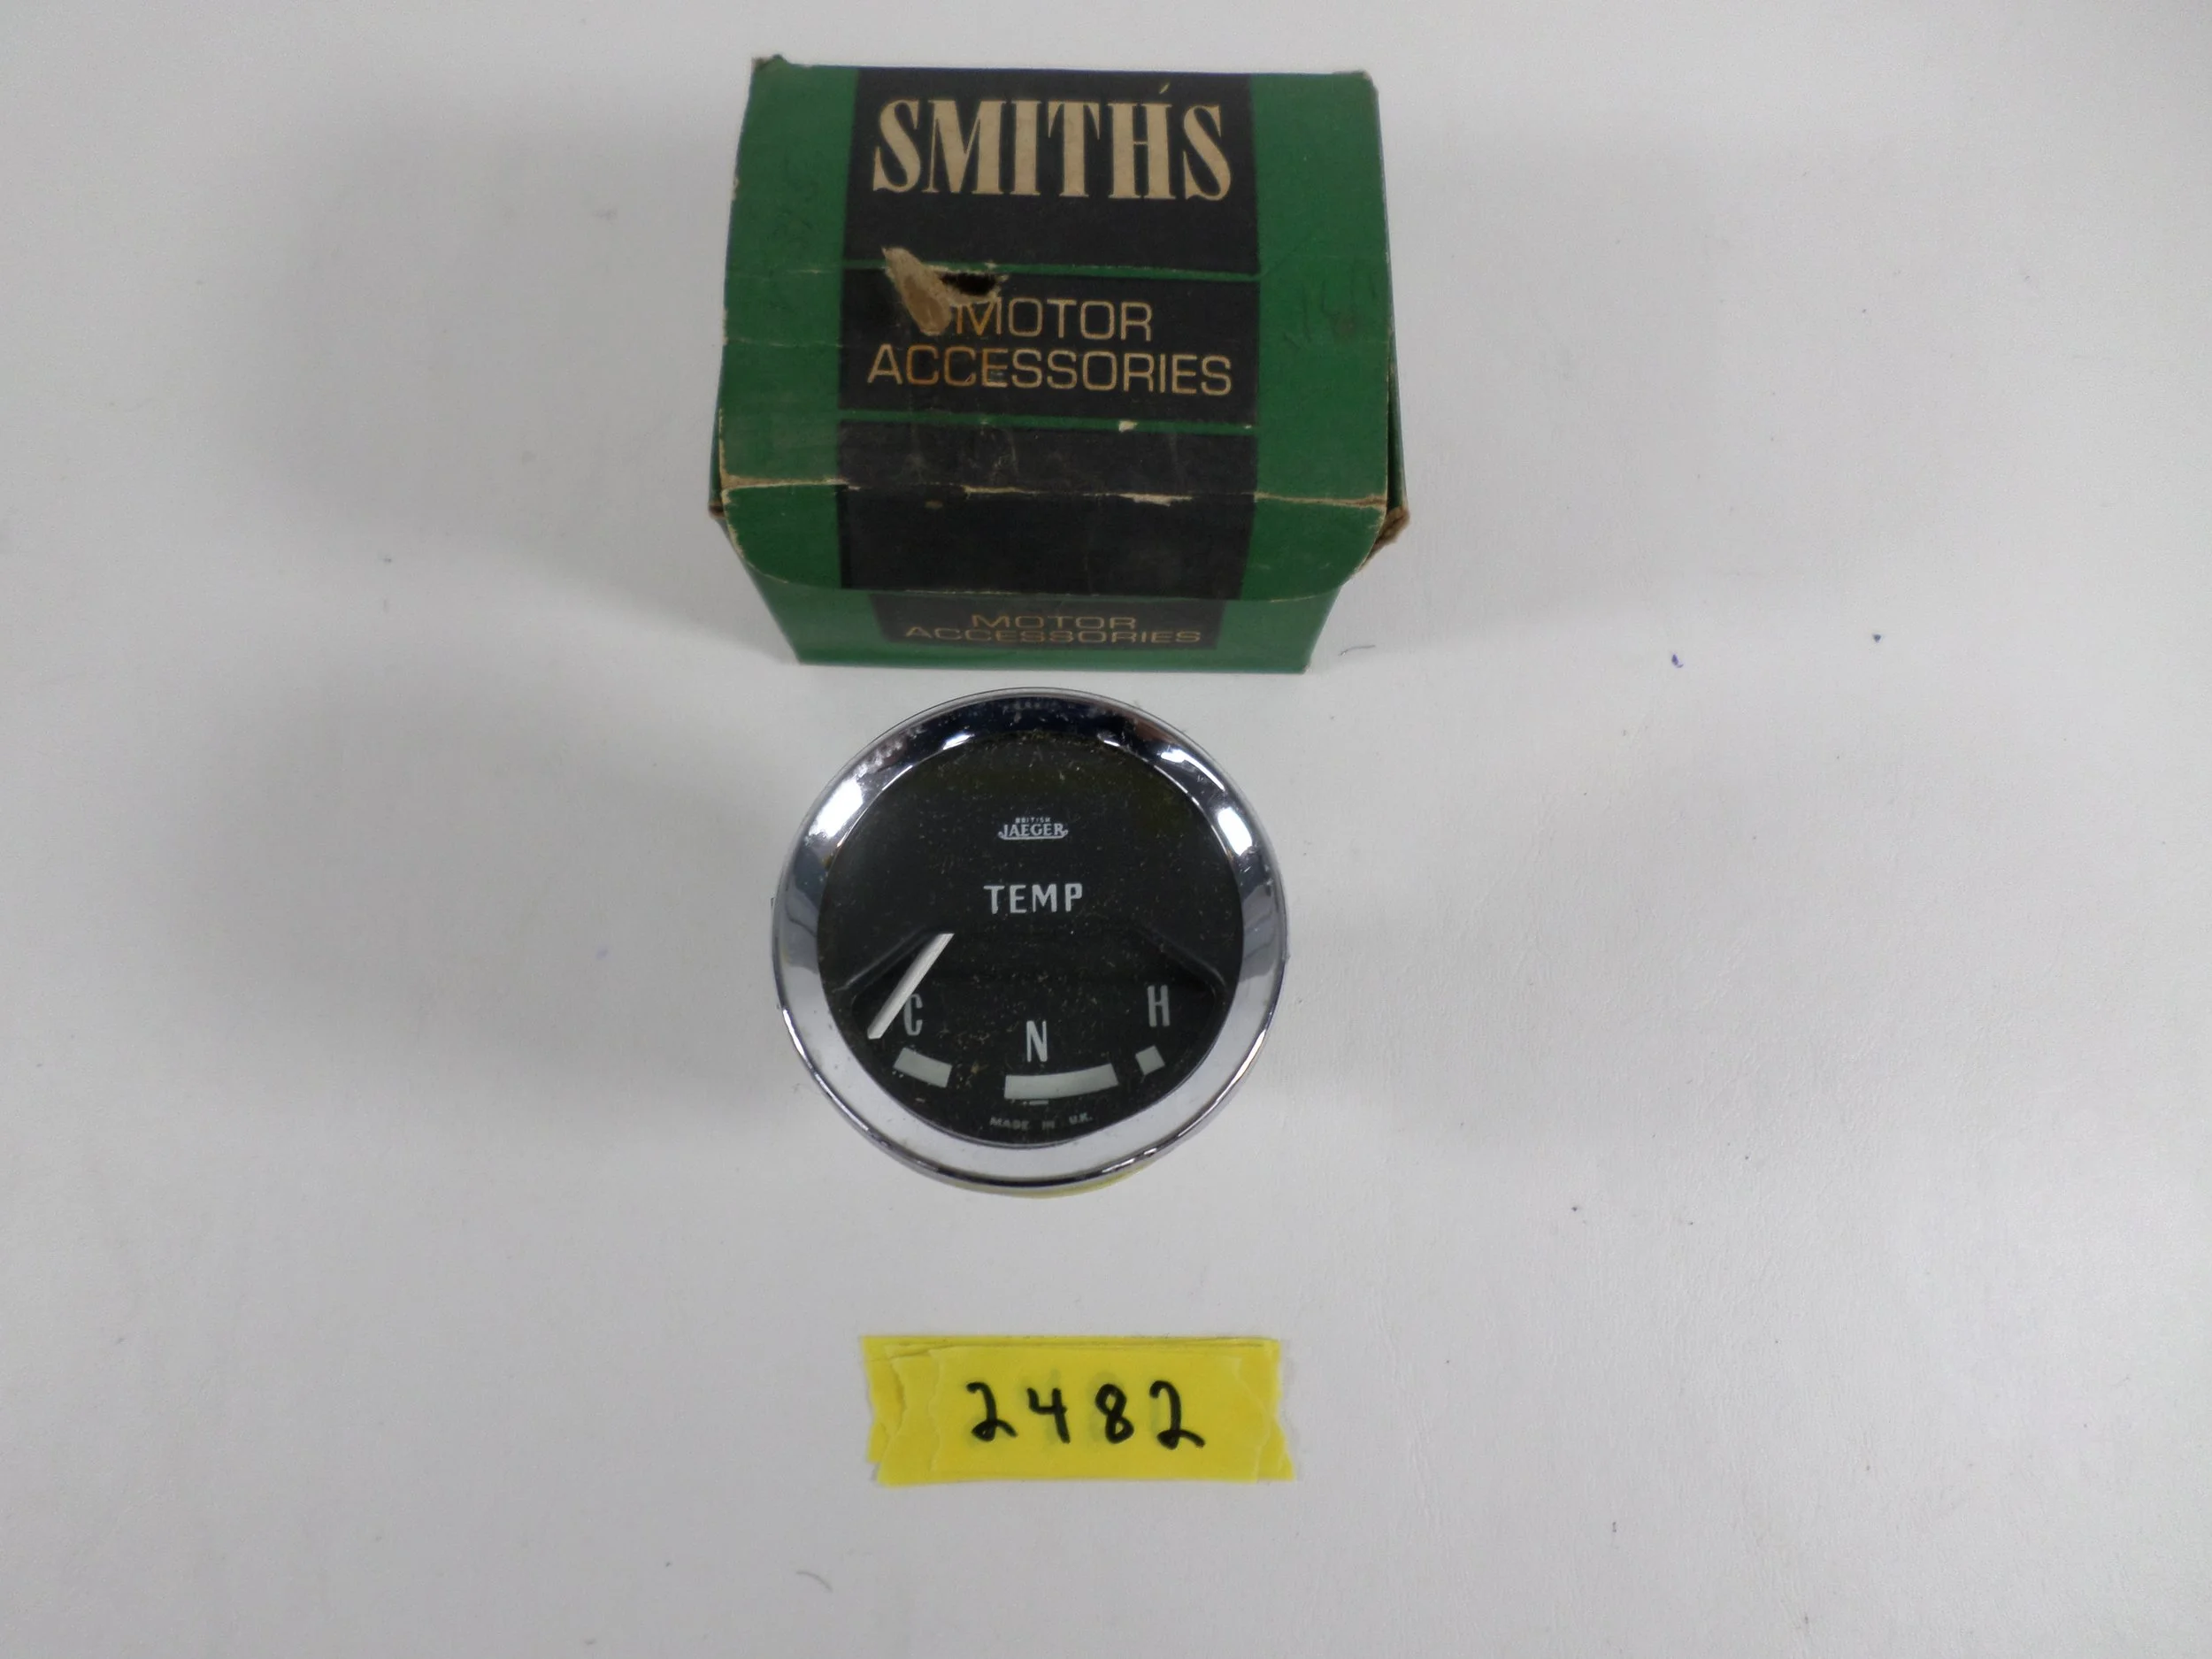 SMITHS
MOTOR
ACCESSORIES
MOTOR
ACCESSORIES
BRITISH
JAEGER
TEMP
C
N
H
MADE IN U.K.
2482